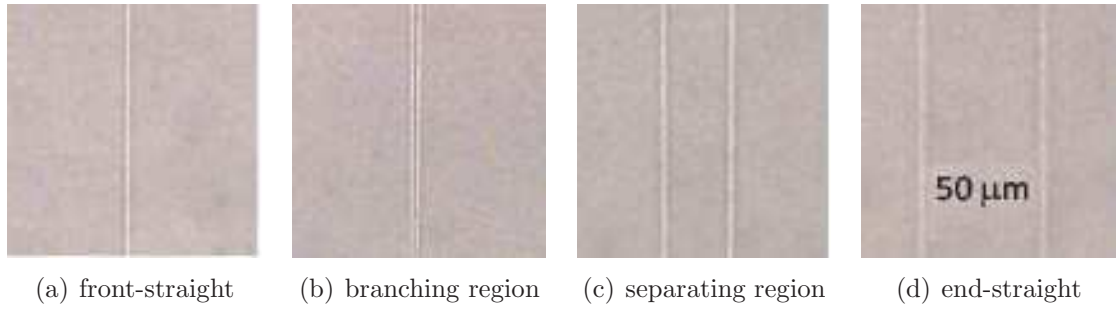 50 μm
(a) front-straight
(b) branching region
(c) separating region
(d) end-straight